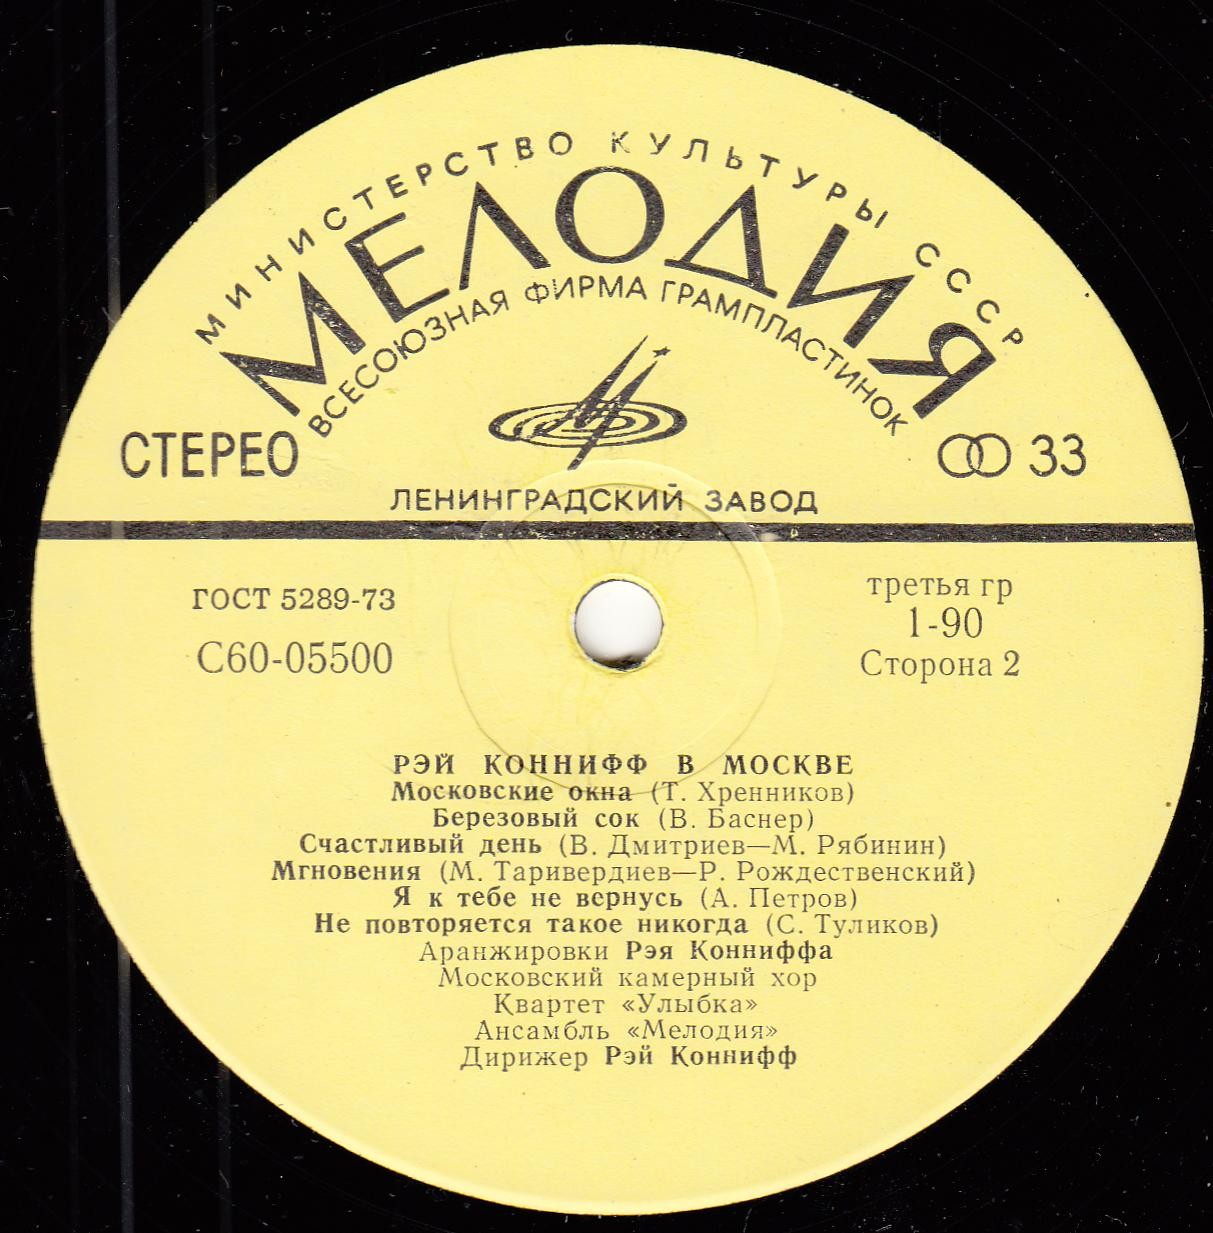 МИНИСТЕРСТВО КУЛЬТУРЫ СССР
МЕЛОДИЯ
ВСЕСОЮЗНАЯ ФИРМА ГРАМПЛАСТИНОК
СТЕРЕО
33
ЛЕНИНГРАДСКИЙ ЗАВОД
ГОСТ 5289-73
С60-05500
третья гр
1-90
Сторона 2
РЭЙ КОННИФФ В МОСКВЕ
Московские окна (Т. Хренников)
Березовый сок (В. Баснер)
Счастливый день (В. Дмитриев—М. Рябинин)
Мгновения (М. Таривердиев—Р. Рождественский)
Я к тебе не вернусь (А. Петров)
Не повторяется такое никогда (С. Туликов)
Аранжировки Рэя Конниффа
Московский камерный хор
Квартет «Улыбка»
Ансамбль «Мелодия»
Дирижер Рэй Коннифф